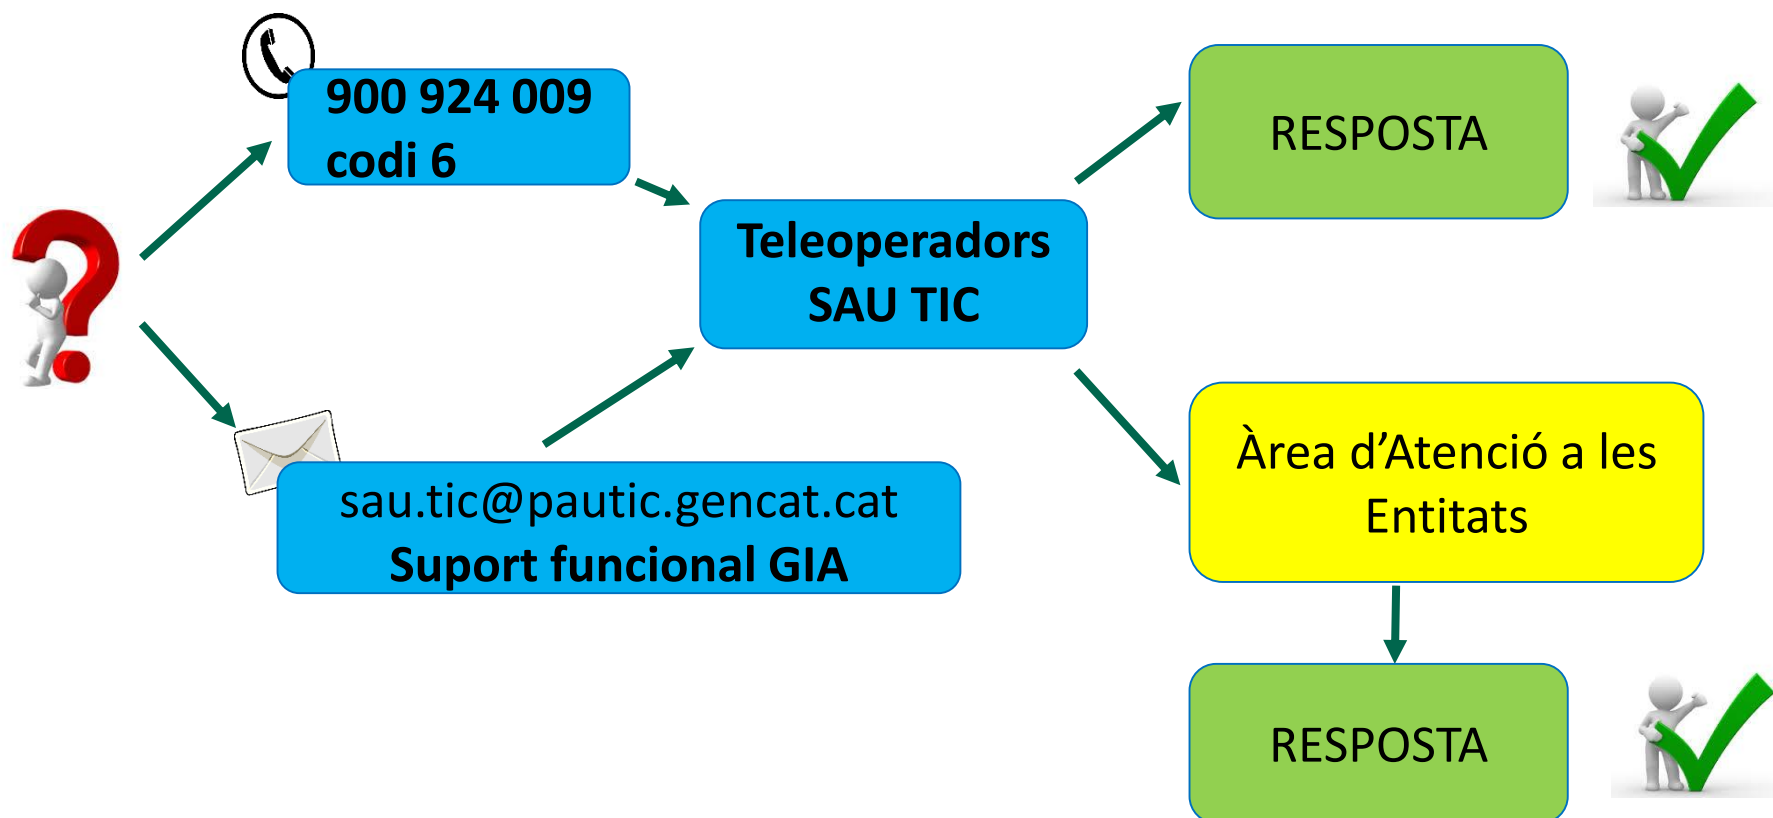 900 924 009
codi 6
Teleoperadors
SAU TIC
sau.tic@pautic.gencat.cat
Suport funcional GIA
RESPOSTA
Àrea d’Atenció a les
Entitats
RESPOSTA